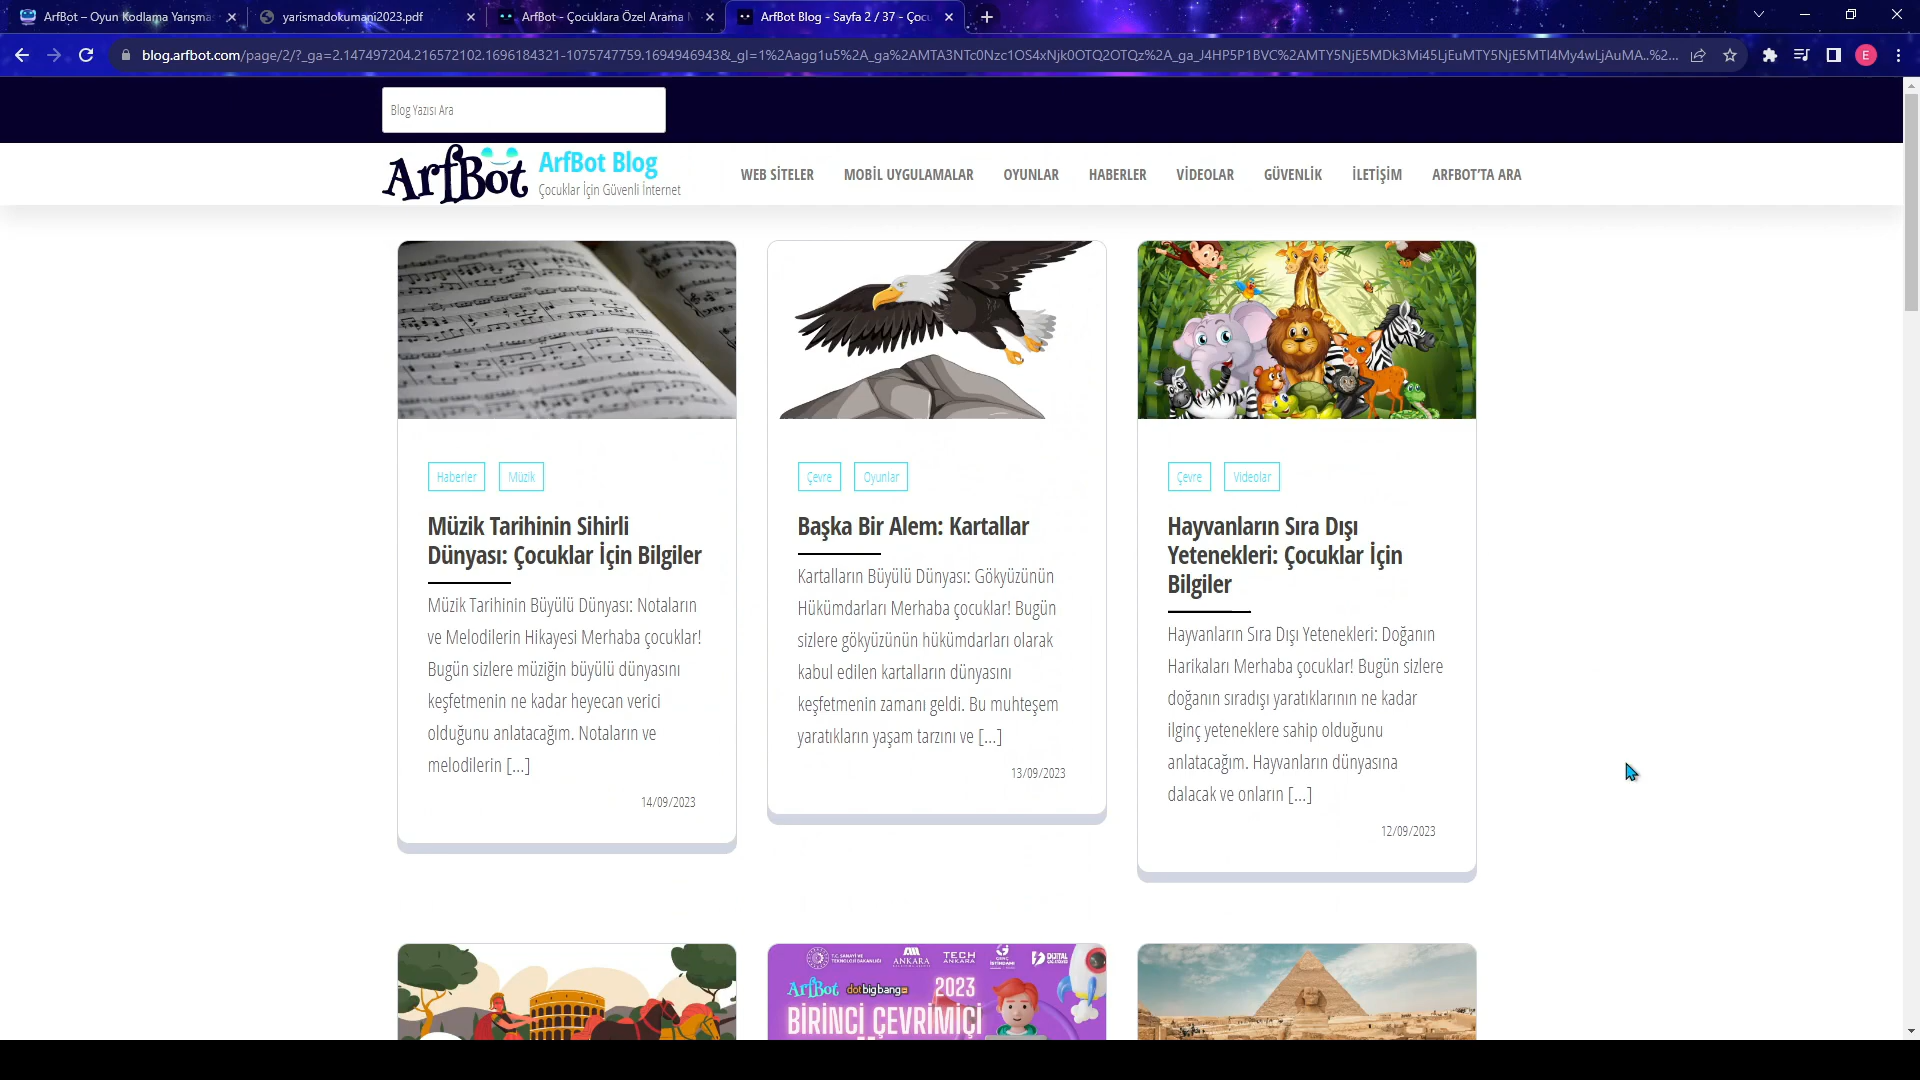 ArfBot – Oyun Kodlama Yarışma
yarismadokumani2023.pdf
ArfBot - Çocuklara Özel Arama M
ArfBot Blog - Sayfa 2 / 37 - Çocu
blog.arfbot.com/page/2/?_ga=2.147497204.216572102.1696184321-1075747759.1694946943&_gl=1%2Aagg1u5%2A_ga%2AMTA3NTc0Nzc1OS4xNjk0OTQ2OTQz%2A_ga_J4HP5P1BVC%2AMTY5NjE5MDk3Mi45LjEuMTY5NjE5MTI4My4wLjAuMA..%2...
E
Blog Yazısı Ara
ArfBot
ArfBot Blog
Çocuklar İçin Güvenli İnternet
WEB SİTELER
MOBİL UYGULAMALAR
OYUNLAR
HABERLER
VİDEOLAR
GÜVENLİK
İLETİŞİM
ARFBOT'TA ARA
Haberler
Müzik
Müzik Tarihinin Sihirli
Dünyası: Çocuklar İçin Bilgiler
Müzik Tarihinin Büyülü Dünyası: Notaların
ve Melodilerin Hikayesi Merhaba çocuklar!
Bugün sizlere müziğin büyülü dünyasını
keşfetmenin ne kadar heyecan verici
olduğunu anlatacağım. Notaların ve
melodilerin [...]
14/09/2023
Çevre
Oyunlar
Başka Bir Alem: Kartallar
Kartalların Büyülü Dünyası: Gökyüzünün
Hükümdarları Merhaba çocuklar! Bugün
sizlere gökyüzünün hükümdarları olarak
kabul edilen kartalların dünyasını
keşfetmenin zamanı geldi. Bu muhteşem
yaratıkların yaşam tarzını ve [...]
13/09/2023
Çevre
Videolar
Hayvanların Sıra Dışı
Yetenekleri: Çocuklar İçin
Bilgiler
Hayvanların Sıra Dışı Yetenekleri: Doğanın
Harikaları Merhaba çocuklar! Bugün sizlere
doğanın sıradışı yaratıklarının ne kadar
ilginç yeteneklere sahip olduğunu
anlatacağım. Hayvanların dünyasına
dalacak ve onların [...]
12/09/2023
T.C. SANAYİ VE
TEKNOLOJİ BAKANLIĞI
ANKARA
TECH
ANKARA
DİJİTAL
ArfBot dotbigbang
2023
BİRİNCİ ÇEVRİMİÇİ